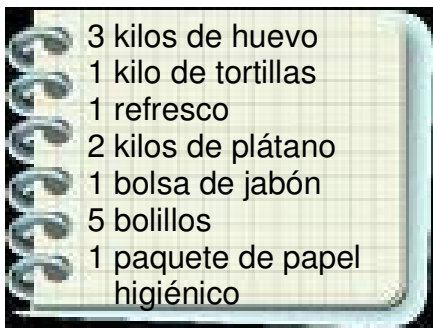 3 kilos de huevo
1 kilo de tortillas
1 refresco
2 kilos de plátano
1 bolsa de jabón
5 bolillos
1 paquete de papel
higiénico